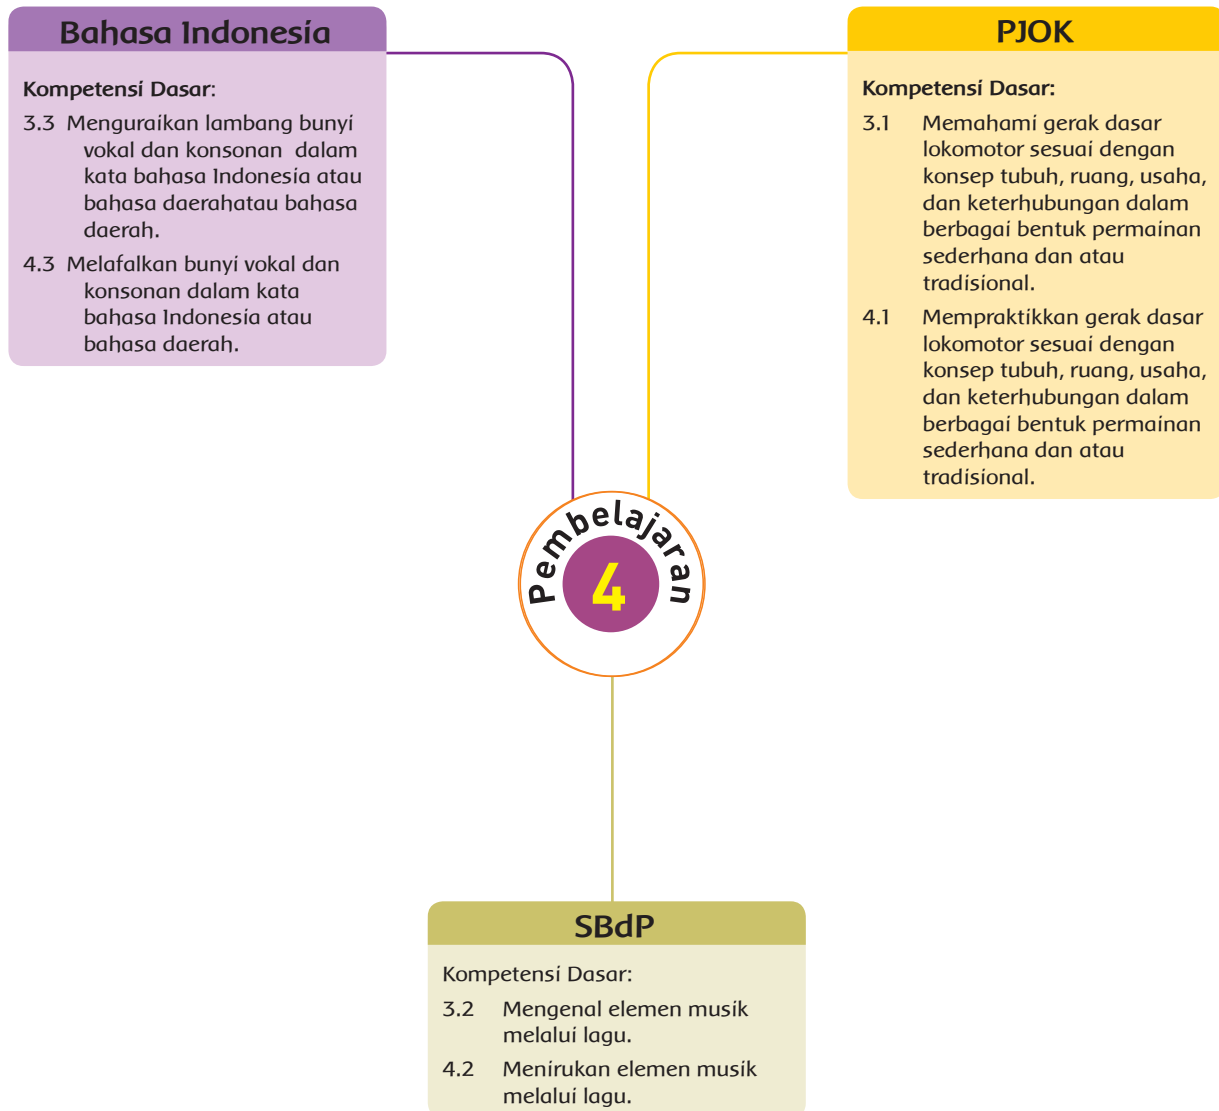 Bahasa Indonesia
Kompetensi Dasar:
3.3 Menguraikan lambang bunyi
vokal dan konsonan dalam
kata bahasa Indonesia atau
bahasa daerahatau bahasa
daerah.
4.3 Melafalkan bunyi vokal dan
konsonan dalam kata
bahasa Indonesia atau
bahasa daerah.
PJOK
Kompetensi Dasar:
3.1 Memahami gerak dasar
lokomotor sesuai dengan
konsep tubuh, ruang, usaha,
dan keterhubungan dalam
berbagai bentuk permainan
sederhana dan atau
tradisional.
4.1 Mempraktikkan gerak dasar
lokomotor sesuai dengan
konsep tubuh, ruang, usaha,
dan keterhubungan dalam
berbagai bentuk permainan
sederhana dan atau
tradisional.
Pembelajaran
4
SBdP
Kompetensi Dasar:
3.2 Mengenal elemen musik
melalui lagu.
4.2 Menirukan elemen musik
melalui lagu.